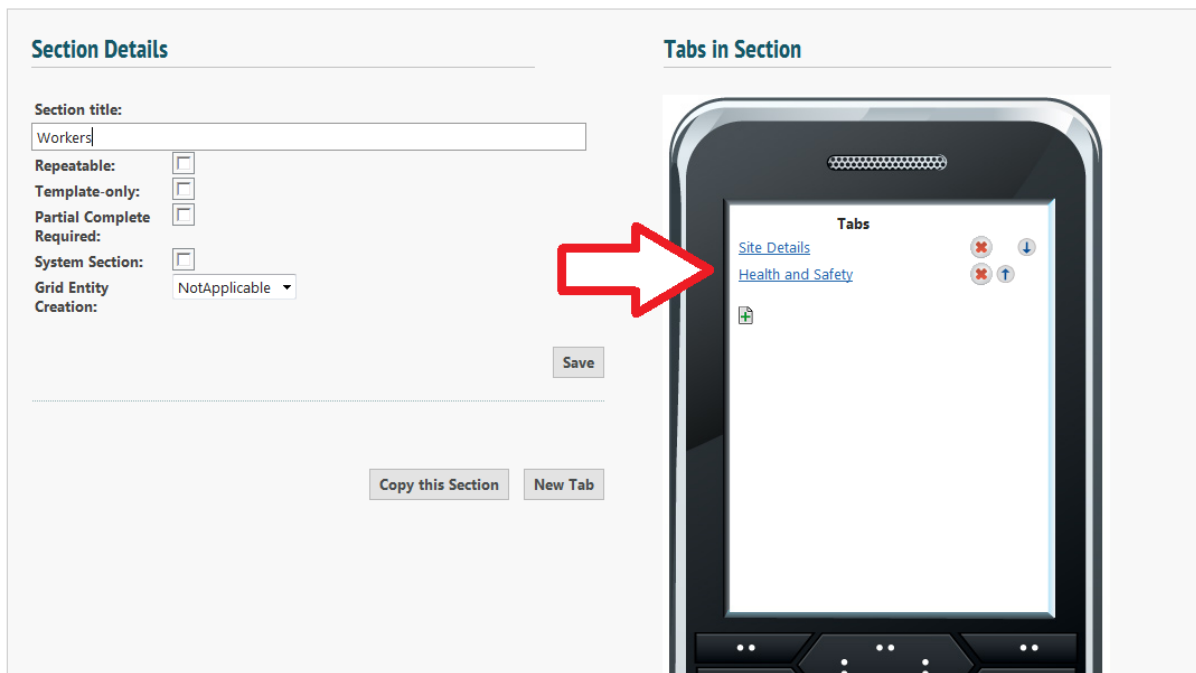 Section Details
Section title:
Workers
Repeatable:
Template-only:
Partial Complete
Required:
System Section:
Grid Entity
Creation:
NotApplicable
Save
Copy this Section
New Tab
Tabs in Section
Tabs
Site Details
Health and Safety